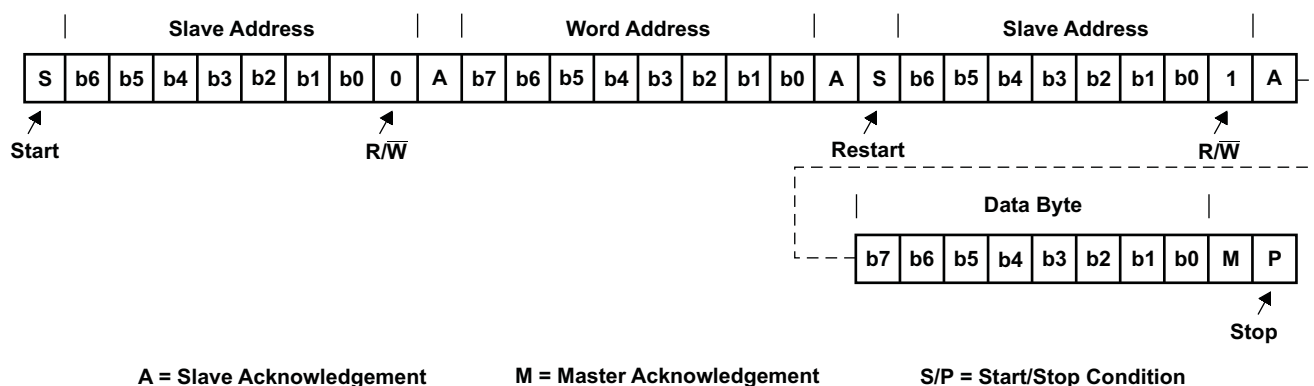 Slave Address Word Address Slave Address
S b6 b5 b4 b3 b2 b1 b0 0 A b7 b6 b5 b4 b3 b2 b1 b0 A S b6 b5 b4 b3 b2 b1 b0 1 A
Start R/W̅ Restart R/W̅
Data Byte
b7 b6 b5 b4 b3 b2 b1 b0 M P
Stop
A = Slave Acknowledgement M = Master Acknowledgement S/P = Start/Stop Condition